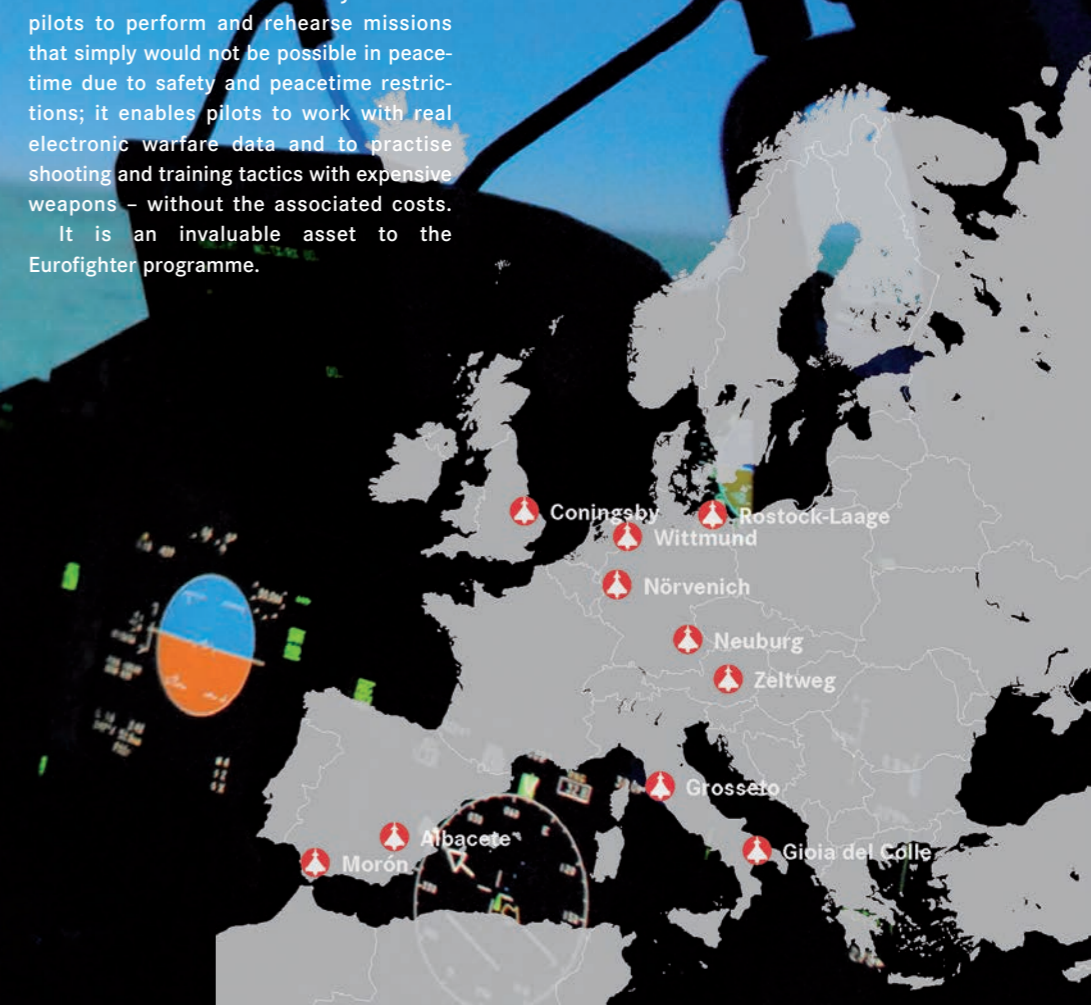 pilots to perform and rehearse missions
that simply would not be possible in peace-
time due to safety and peacetime restric-
tions; it enables pilots to work with real
electronic warfare data and to practise
shooting and training tactics with expensive
weapons – without the associated costs.
It is an invaluable asset to the
Eurofighter programme.
Coningsby
Rostock-Laage
Wittmund
Nörvenich
Neuburg
Zeltweg
Grosseto
Albacete
Gioia del Colle
Morón